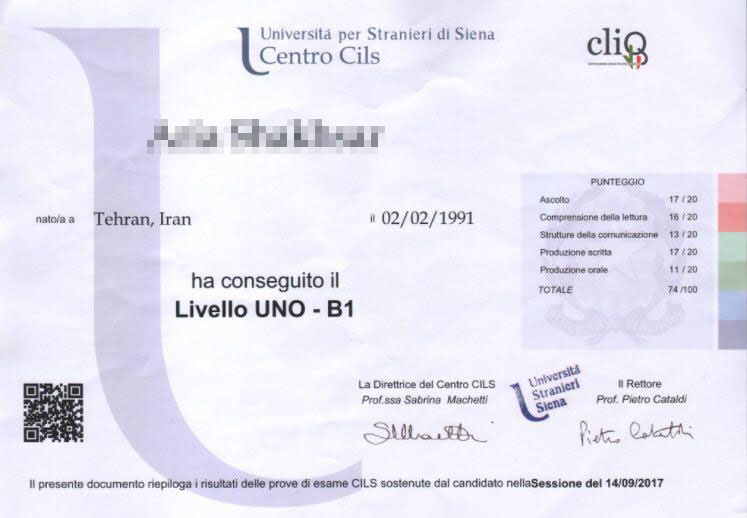 Università per Stranieri di Siena
Centro Cils
cliQ
nato/a a Tehran, Iran il 02/02/1991
ha conseguito il
Livello UNO - B1
PUNTEGGIO
Ascolto 17 / 20
Comprensione della lettura 16 / 20
Strutture della comunicazione 13 / 20
Produzione scritta 17 / 20
Produzione orale 11 / 20
TOTALE 74 /100
La Direttrice del Centro CILS
Prof.ssa Sabrina Machetti
Università
Stranieri
Siena
Il Rettore
Prof. Pietro Cataldi
Pietro Cataldi
Il presente documento riepiloga i risultati delle prove di esame CILS sostenute dal candidato nellaSessione del 14/09/2017